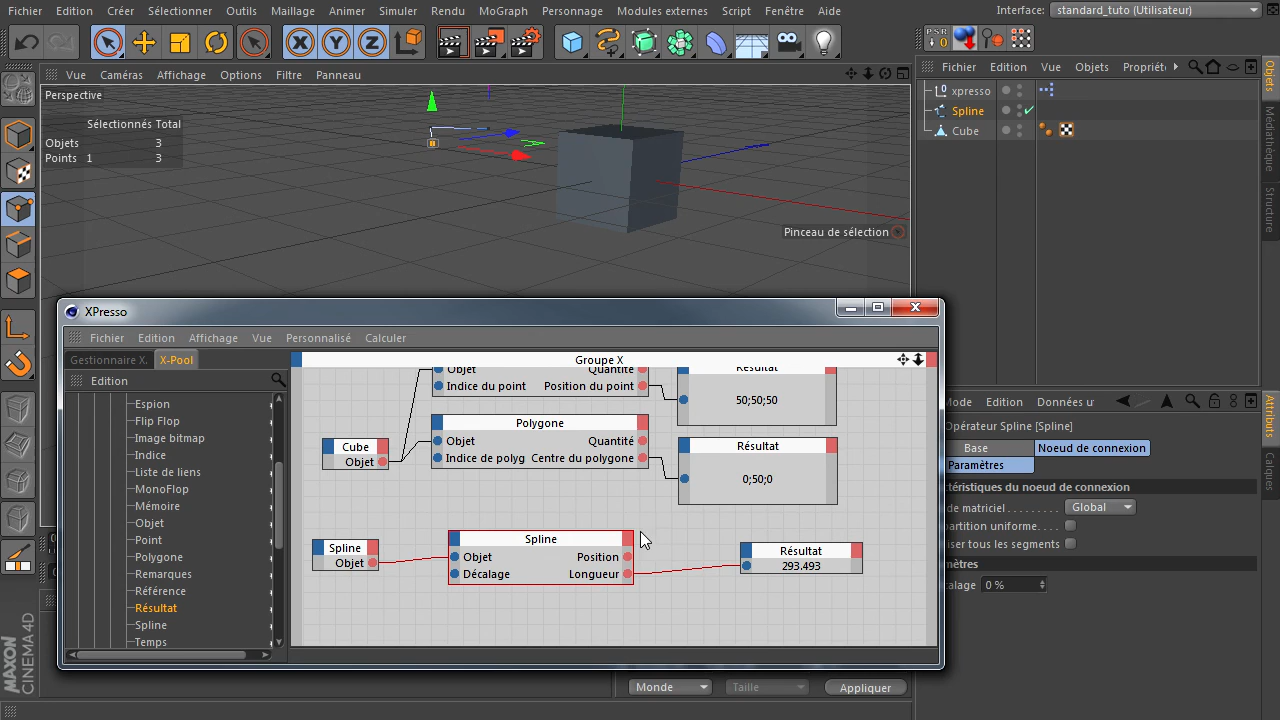 Fichier Edition Créer Sélectionner Outils Maillage Animer Simuler Rendu MoGraph Personnage Modules externes Script Fenêtre Aide
Interface: standard_tuto (Utilisateur)
PSR
Vue Caméras Affichage Options Filtre Panneau
Fichier Edition Vue Objets Propriéte
Perspective
Sélectionnés Total
Objets 3
Points 1 3
Pinceau de sélection
xpresso
Spline
Cube
Objets
Médiathèque
Structure
XPresso
Fichier Edition Affichage Vue Personnalisé Calculer
Gestionnaire X. X-Pool
Edition
Espion
Flip Flop
Image bitmap
Indice
Liste de liens
MonoFlop
Mémoire
Objet
Point
Polygone
Remarques
Référence
Résultat
Spline
Temps
Groupe X
Objet Quantité
Indice du point Position du point
Résultat
50;50;50
Cube
Objet
Polygone
Objet Quantité
Indice de polyg Centre du polygone
Résultat
0;50;0
Spline
Objet
Spline
Objet Position
Décalage Longueur
Résultat
293.493
Mode Edition Données ur
Opérateur Spline [Spline]
Base Noeud de connexion
Paramètres
téristiques du noeud de connexion
de matriciel Global
partition uniforme
iser tous les segments
mètres
calage 0 %
Attributs
Calques
Monde Taille Appliquer
MAXON
CINEMA 4D